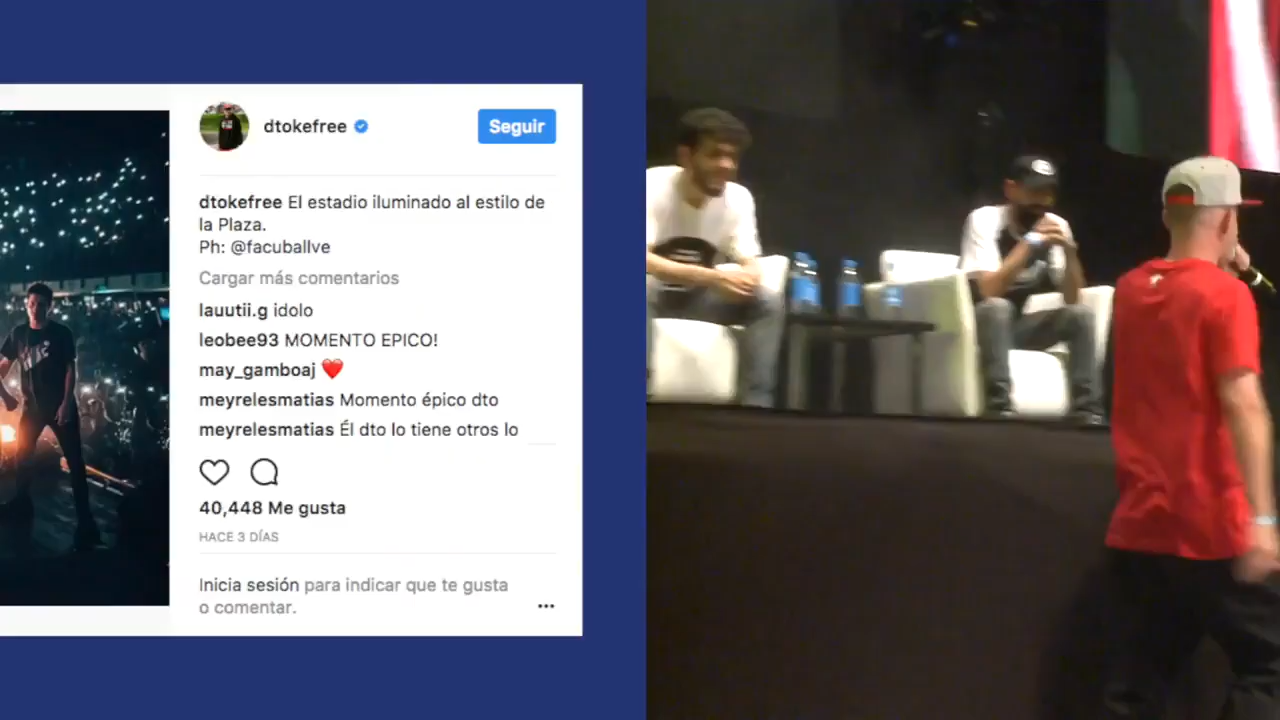 dtokefree
Seguir
dtokefree El estadio iluminado al estilo de
la Plaza.
Ph: @facuballve
Cargar más comentarios
lauutii.g idolo
leobee93 MOMENTO EPICO!
may_gamboaj ❤️
meyrelesmatias Momento épico dto
meyrelesmatias Él dto lo tiene otros lo
40,448 Me gusta
HACE 3 DÍAS
Inicia sesión para indicar que te gusta
o comentar.